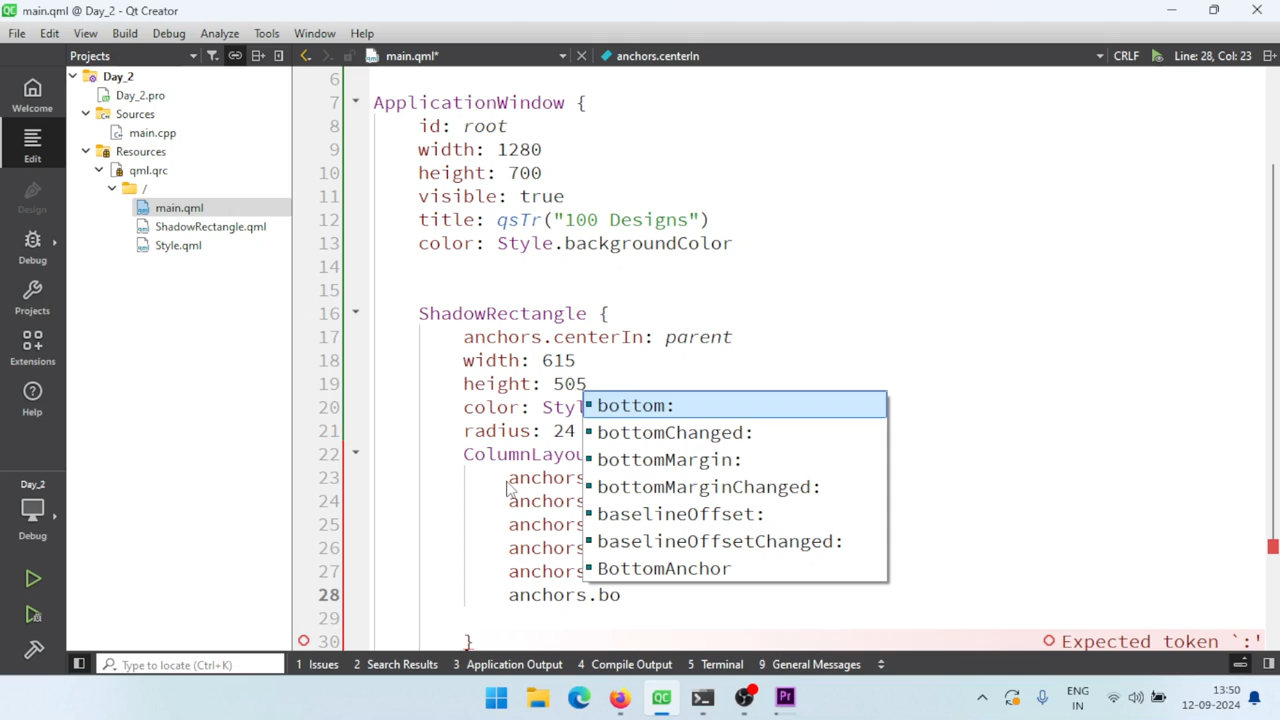 main.qml @ Day_2 - Qt Creator
File Edit View Build Debug Analyze Tools Window Help
Projects main.qml* anchors.centerIn CRLF Line: 28, Col: 23
Welcome
Edit
Design
Debug
Projects
Extensions
Help
Day_2
Debug
Day_2
Day_2.pro
Sources
main.cpp
Resources
qml.qrc
/
main.qml
ShadowRectangle.qml
Style.qml
6
7 ApplicationWindow {
8 id: root
9 width: 1280
10 height: 700
11 visible: true
12 title: qsTr("100 Designs")
13 color: Style.backgroundColor
14
15
16 ShadowRectangle {
17 anchors.centerIn: parent
18 width: 615
19 height: 505
20 color: Styl
21 radius: 24
22 ColumnLayou
23 anchors
24 anchors
25 anchors
26 anchors
27 anchors
28 anchors.bo
29
30 } Expected token `:'
bottom:
bottomChanged:
bottomMargin:
bottomMarginChanged:
baselineOffset:
baselineOffsetChanged:
BottomAnchor
Type to locate (Ctrl+K) 1 Issues 2 Search Results 3 Application Output 4 Compile Output 5 Terminal 9 General Messages
ENG
IN
13:50
12-09-2024
QC
Pr